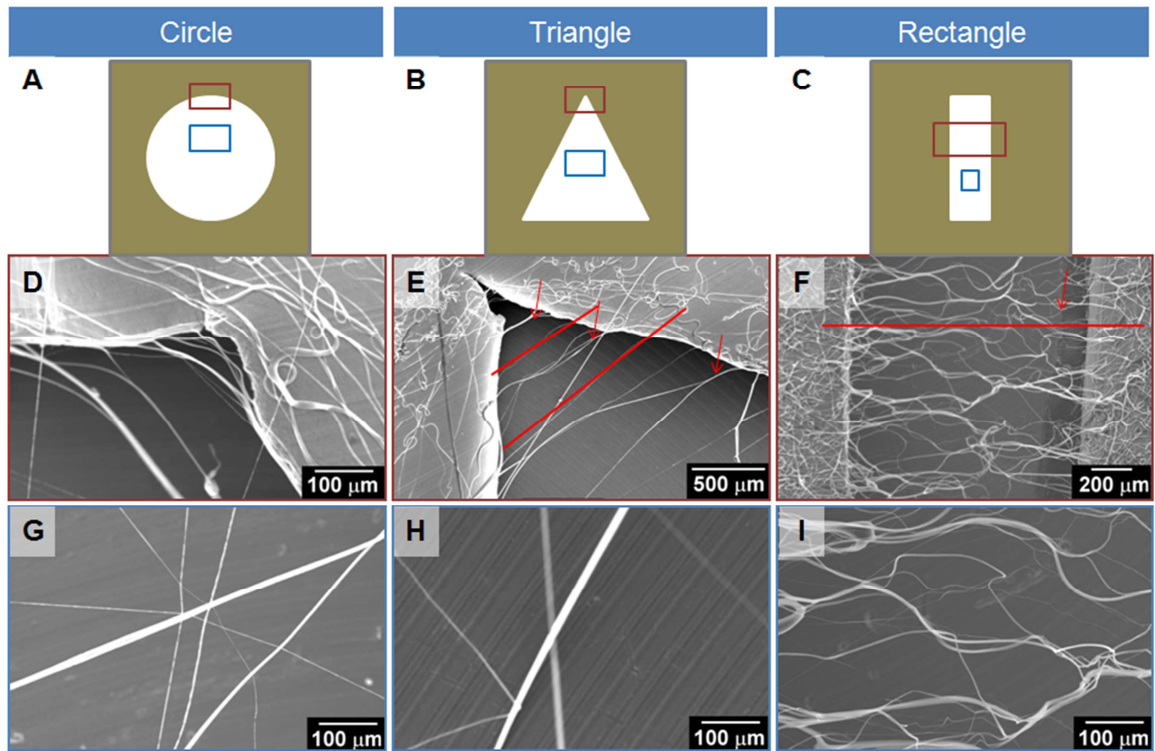 Circle Triangle Rectangle
A B C
D E F
100 μm 500 μm 200 μm
G H I
100 μm 100 μm 100 μm